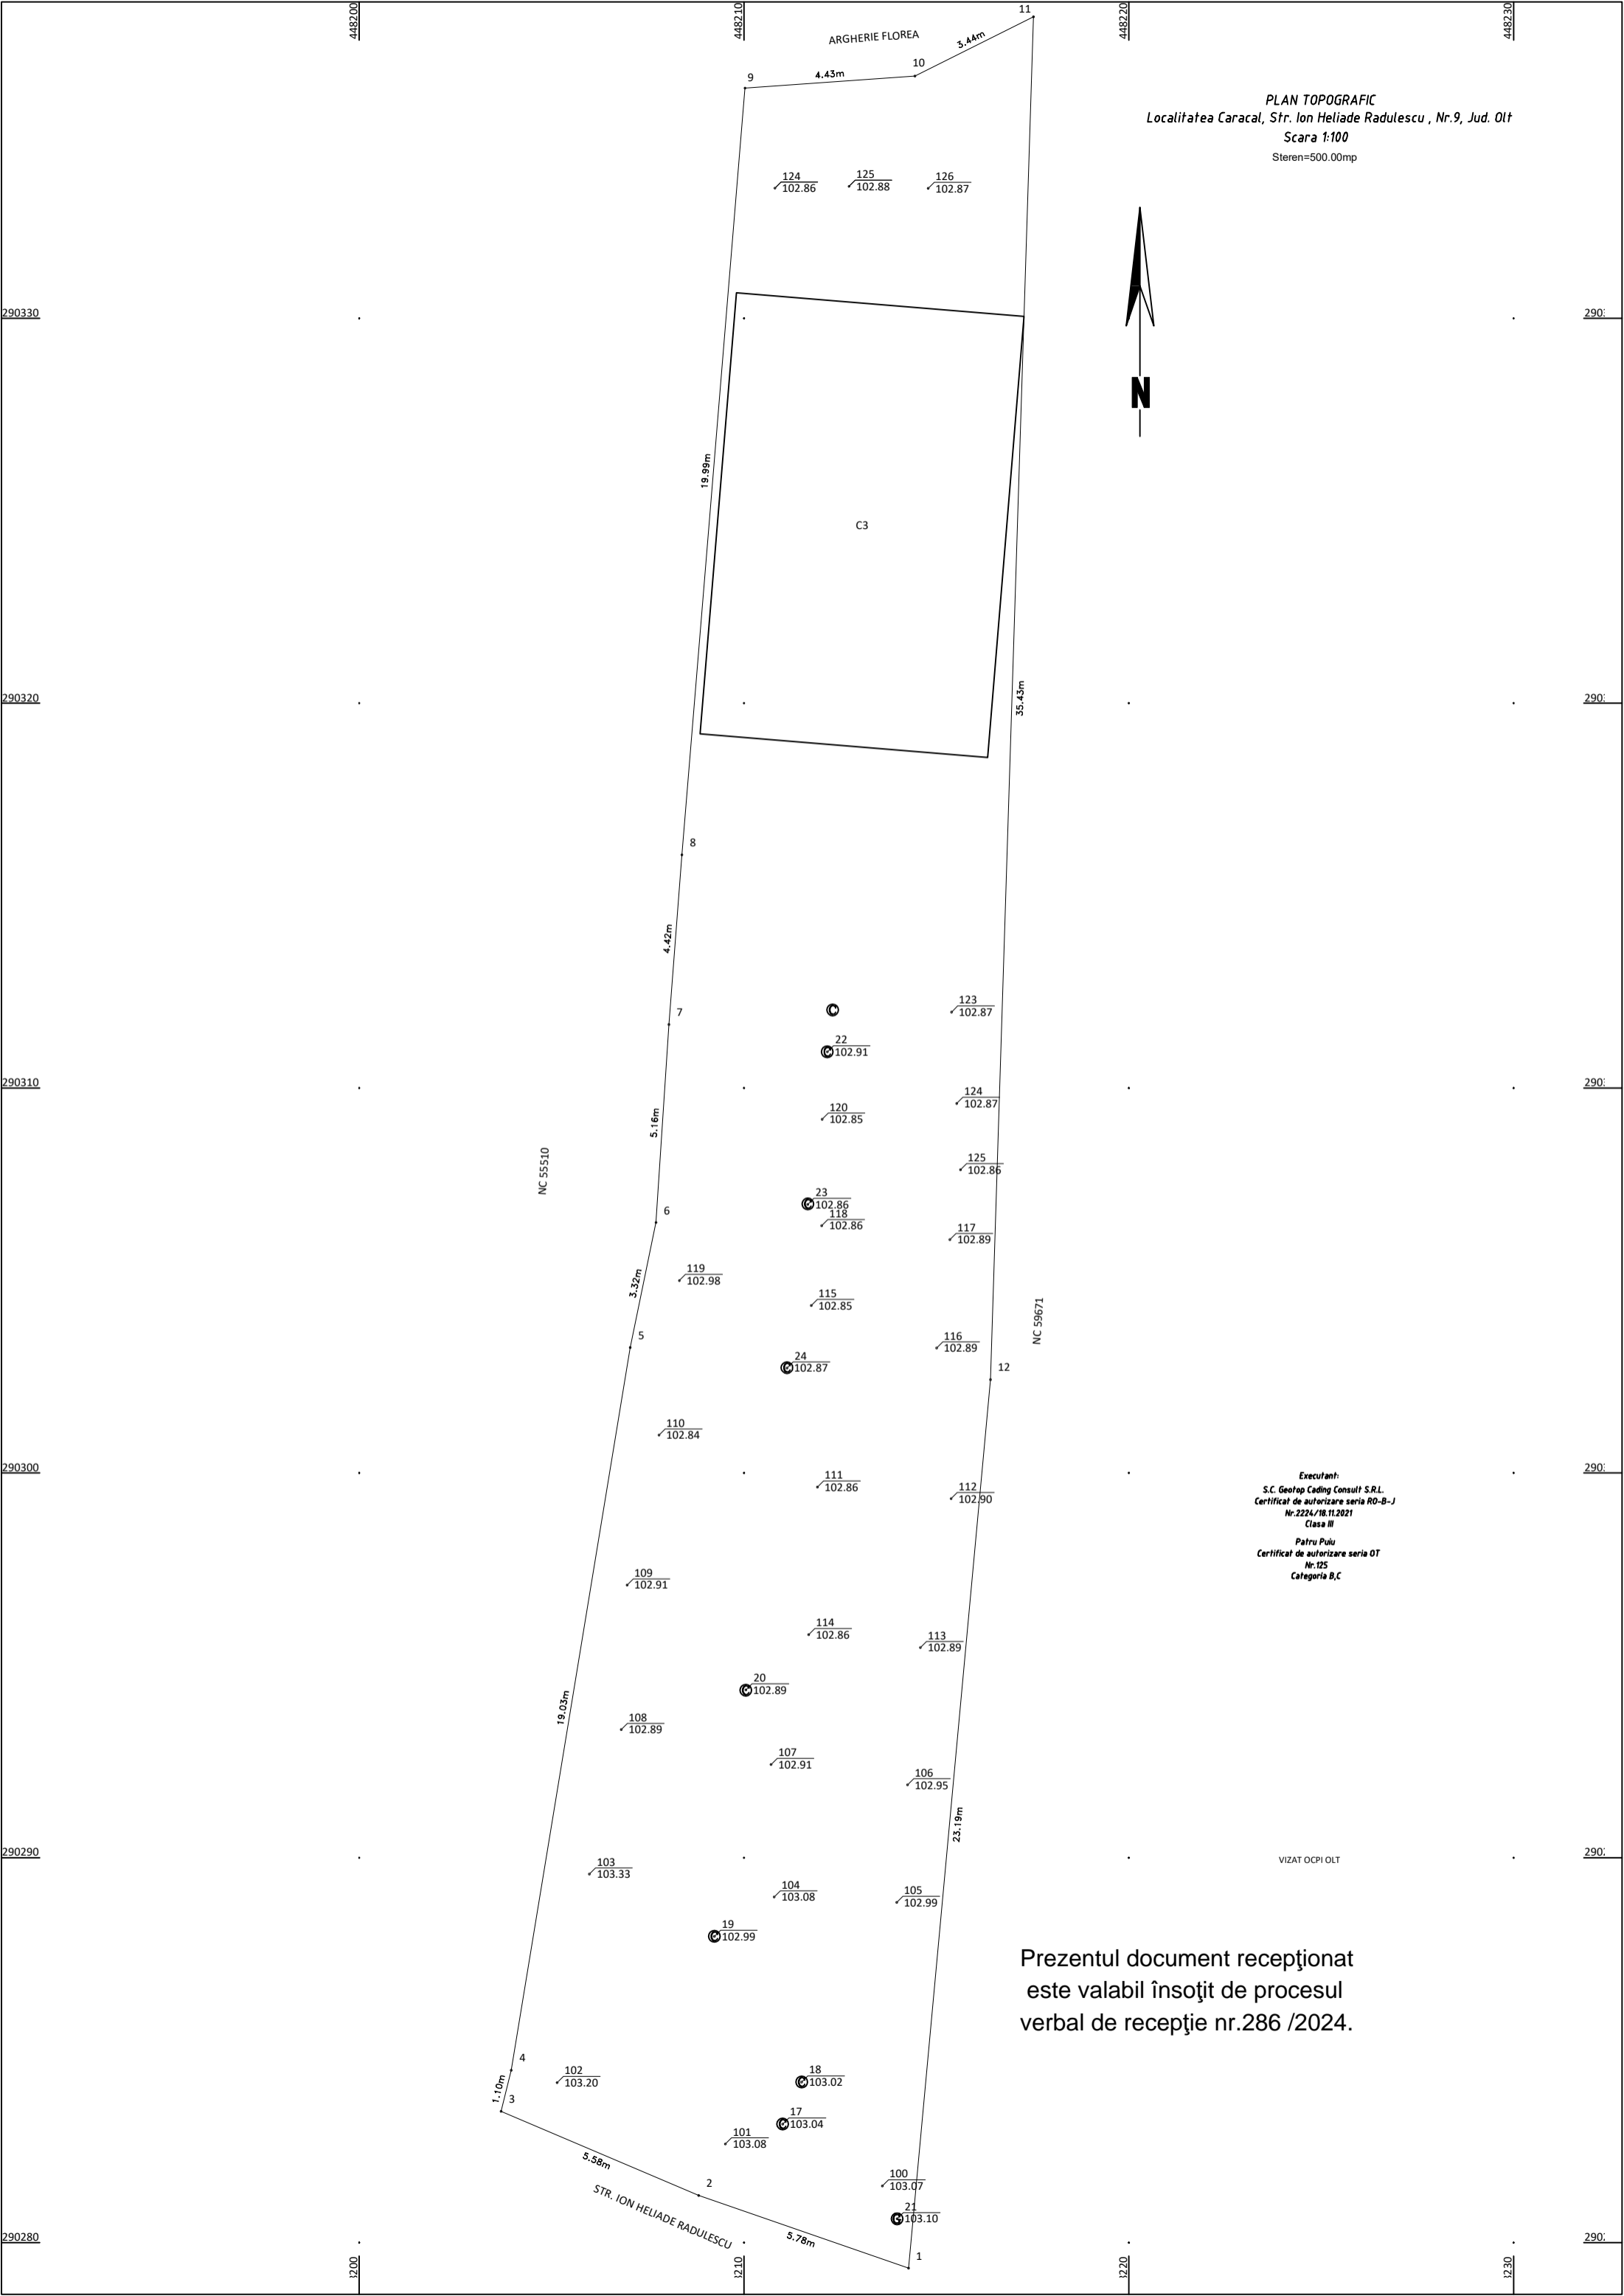 448200
448210
448220
448230
11
ARGHERIE FLOREA
3.44m
10
4.43m
9
PLAN TOPOGRAFIC
Localitatea Caracal, Str. Ion Heliade Radulescu , Nr.9, Jud. Olt
Scara 1:100
Steren=500.00mp
124
102.86
125
102.88
126
102.87
290330
290
N
19.99m
C3
290320
290
35.43m
8
4.42m
7
C
123
102.87
22
C 102.91
290310
290
124
102.87
120
102.85
5.16m
NC 55510
125
102.86
23
C 102.86
118
102.86
6
117
102.89
119
102.98
3.32m
115
102.85
NC 59671
5
116
102.89
24
C 102.87
12
110
102.84
290300
290
111
102.86
112
102.90
Executant:
S.C. Geotop Cading Consult S.R.L.
Certificat de autorizare seria RO-B-J
Nr.2224/18.11.2021
Clasa III
Patru Puiu
Certificat de autorizare seria OT
Nr.125
Categoria B,C
109
102.91
114
102.86
113
102.89
20
C 102.89
19.03m
108
102.89
107
102.91
106
102.95
23.19m
290290
290
VIZAT OCPI OLT
103
103.33
104
103.08
105
102.99
19
C 102.99
Prezentul document recepţionat
este valabil însoţit de procesul
verbal de recepţie nr.286 /2024.
4
102
103.20
18
C 103.02
1.10m
3
17
C 103.04
101
103.08
5.58m
100
103.07
2
STR. ION HELIADE RADULESCU
21
G 103.10
5.78m
290280
290
1
200
210
220
230